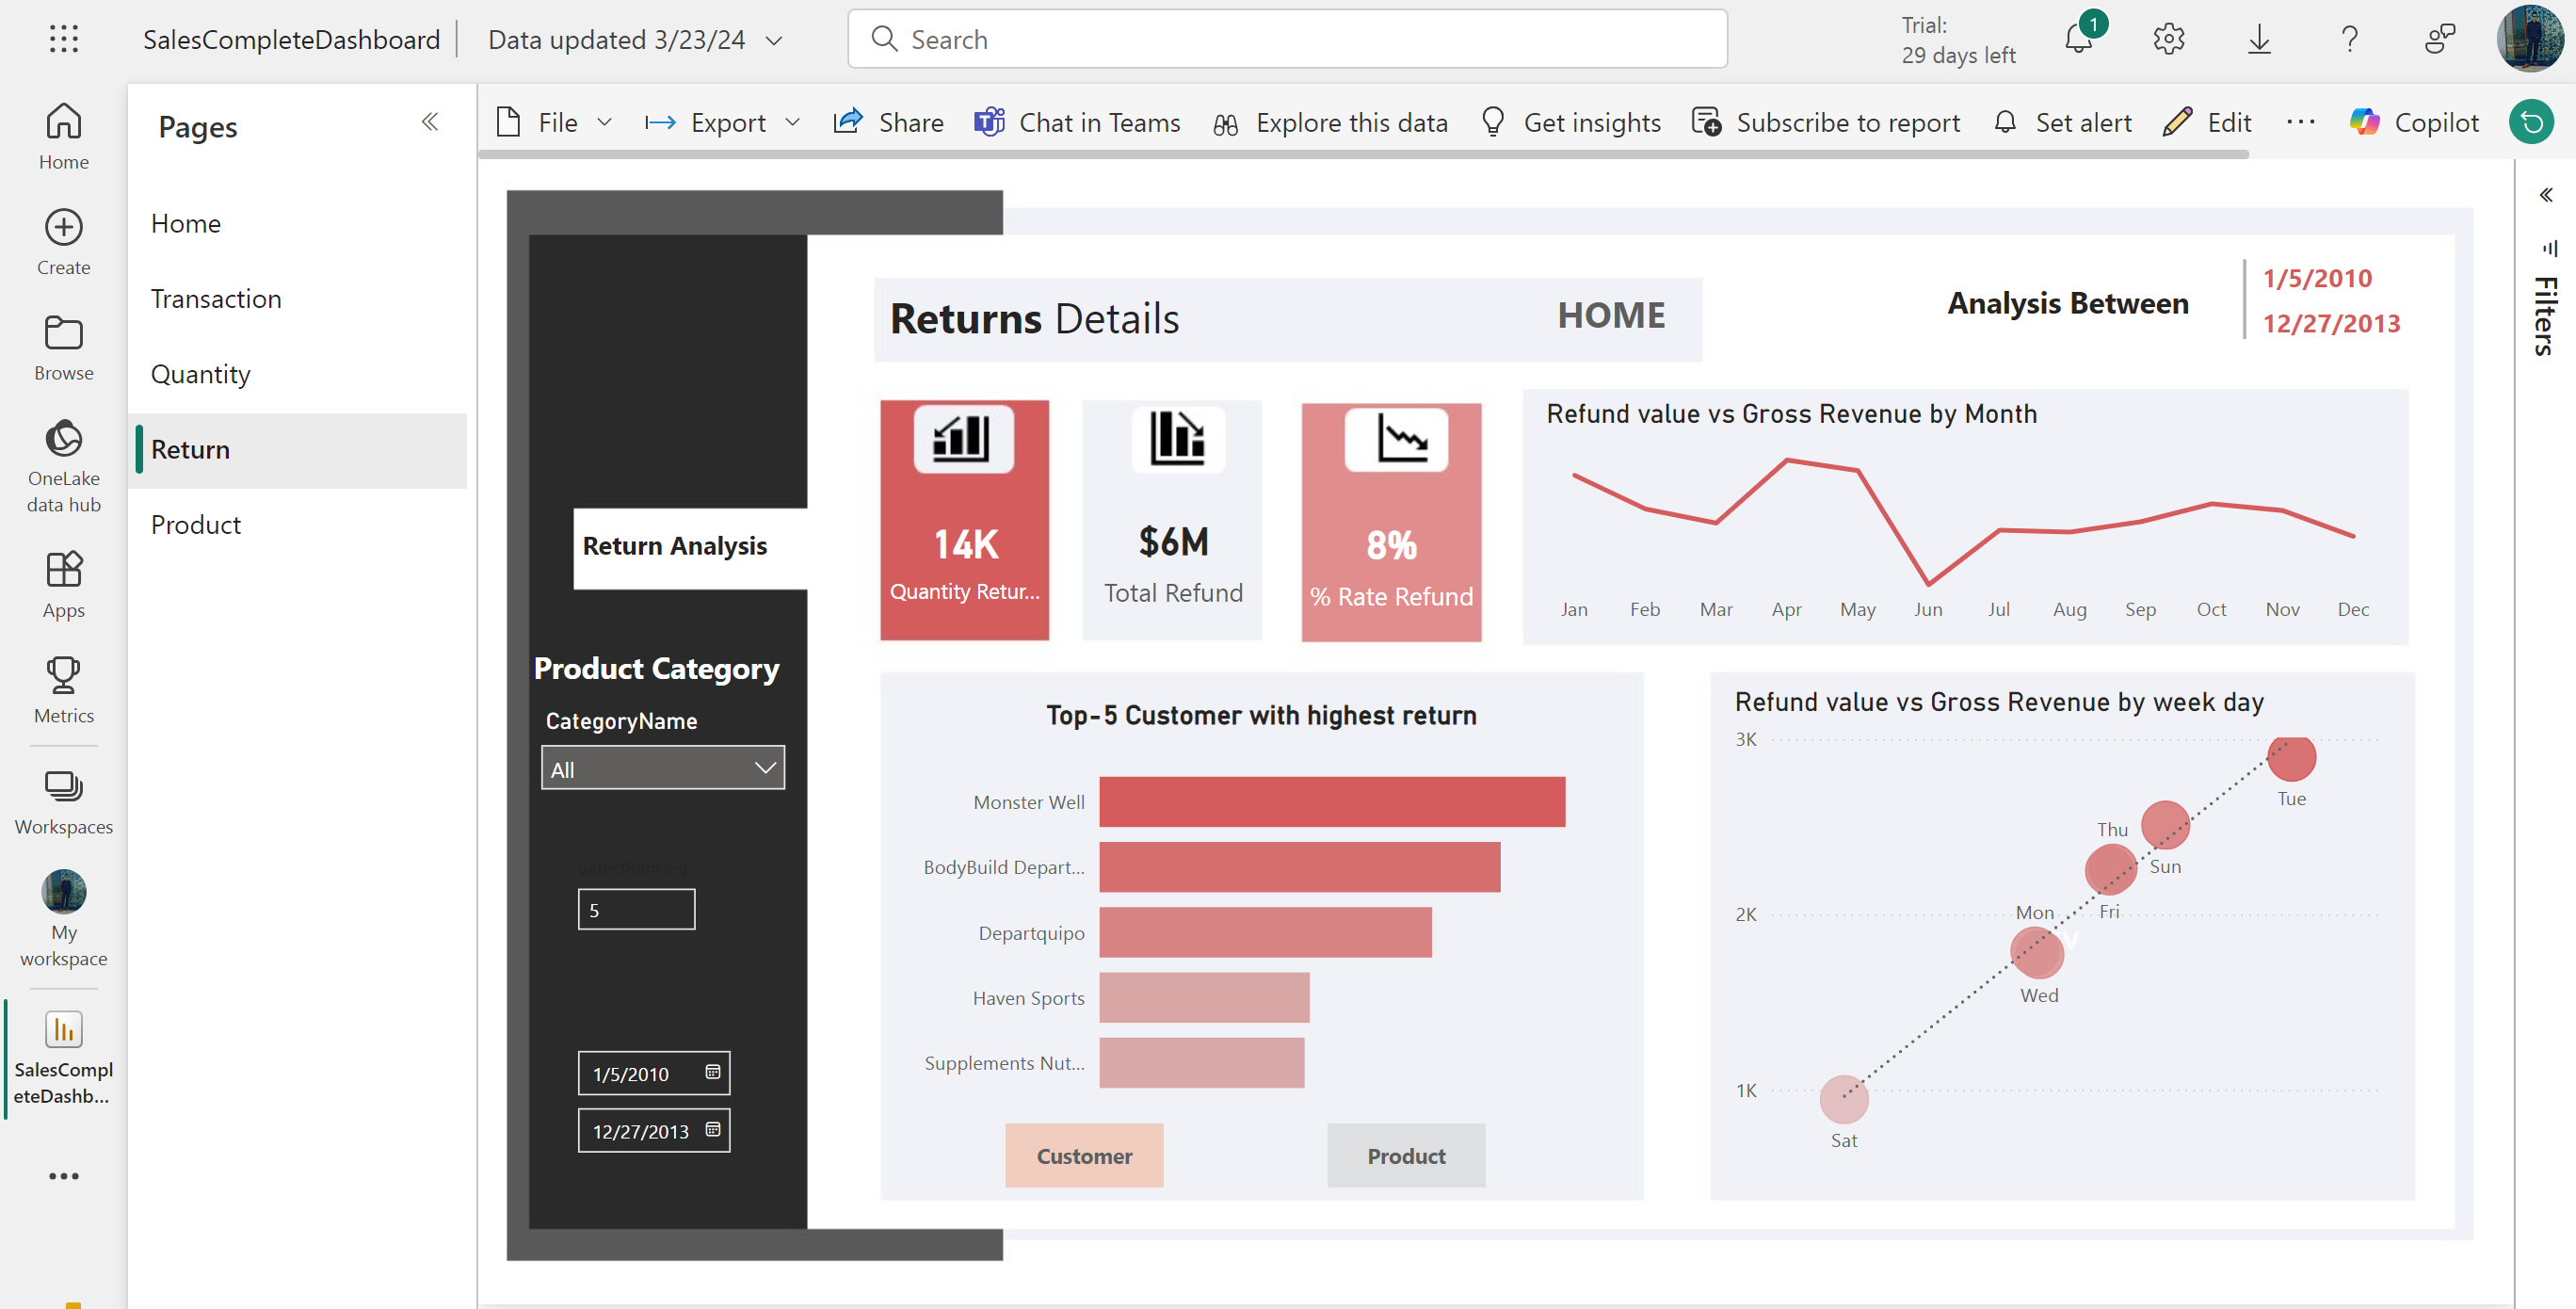 SalesCompleteDashboard
Data updated 3/23/24
Search
Trial:
29 days left
1
Home
Create
Browse
OneLake
data hub
Apps
Metrics
Workspaces
My
workspace
SalesCompl
eteDashb...
Pages
Home
Transaction
Quantity
Return
Product
File
Export
Share
Chat in Teams
Explore this data
Get insights
Subscribe to report
Set alert
Edit
Copilot
Filters
Return Analysis
Product Category
CategoryName
All
SelectRanking
5
1/5/2010
12/27/2013
Returns Details
HOME
Analysis Between
1/5/2010
12/27/2013
14K
Quantity Retur...
$6M
Total Refund
8%
% Rate Refund
Refund value vs Gross Revenue by Month
Jan
Feb
Mar
Apr
May
Jun
Jul
Aug
Sep
Oct
Nov
Dec
Top-5 Customer with highest return
Monster Well
BodyBuild Depart...
Departquipo
Haven Sports
Supplements Nut...
Customer
Product
Refund value vs Gross Revenue by week day
3K
2K
1K
Tue
Thu
Sun
Fri
Mon
Wed
Sat